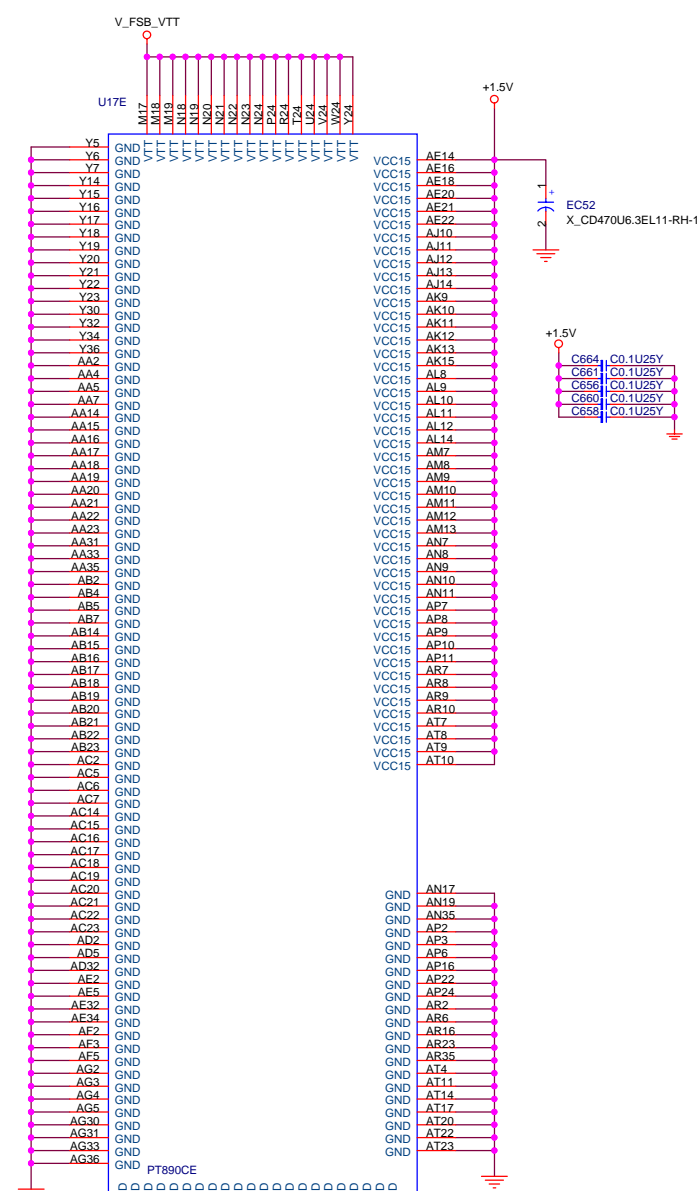 V_FSB_VTT
+1.5V
U17E
M17 M18 M19 N18 N19 N20 N21 N22 N23 N24 P24 R24 T24 U24 V24 W24 Y24
VTT VTT VTT VTT VTT VTT VTT VTT VTT VTT VTT VTT VTT VTT VTT VTT VTT
Y5 GND
Y6 GND VCC15 AE14
Y7 GND VCC15 AE16
Y14 GND VCC15 AE18
Y15 GND VCC15 AE20
Y16 GND VCC15 AE21
Y17 GND VCC15 AE22
Y18 GND VCC15 AJ10
Y19 GND VCC15 AJ11
Y20 GND VCC15 AJ12
Y21 GND VCC15 AJ13
Y22 GND VCC15 AJ14
Y23 GND VCC15 AK9
Y30 GND VCC15 AK10
Y32 GND VCC15 AK11
Y34 GND VCC15 AK12
Y36 GND VCC15 AK13
AA2 GND VCC15 AK15
AA4 GND VCC15 AL8
AA5 GND VCC15 AL9
AA7 GND VCC15 AL10
AA14 GND VCC15 AL11
AA15 GND VCC15 AL12
AA16 GND VCC15 AL14
AA17 GND VCC15 AM7
AA18 GND VCC15 AM8
AA19 GND VCC15 AM9
AA20 GND VCC15 AM10
AA21 GND VCC15 AM11
AA22 GND VCC15 AM12
AA23 GND VCC15 AM13
AA31 GND VCC15 AN7
AA33 GND VCC15 AN8
AA35 GND VCC15 AN9
AB2 GND VCC15 AN10
AB4 GND VCC15 AN11
AB5 GND VCC15 AP7
AB7 GND VCC15 AP8
AB14 GND VCC15 AP9
AB15 GND VCC15 AP10
AB16 GND VCC15 AP11
AB17 GND VCC15 AR7
AB18 GND VCC15 AR8
AB19 GND VCC15 AR9
AB20 GND VCC15 AR10
AB21 GND VCC15 AT7
AB22 GND VCC15 AT8
AB23 GND VCC15 AT9
AC2 GND VCC15 AT10
AC5 GND
AC6 GND
AC7 GND
AC14 GND
AC15 GND
AC16 GND
AC17 GND
AC18 GND
AC19 GND
AC20 GND GND AN17
AC21 GND GND AN19
AC22 GND GND AN35
AC23 GND GND AP2
AD2 GND GND AP3
AD5 GND GND AP6
AD32 GND GND AP16
AE2 GND GND AP22
AE5 GND GND AP24
AE32 GND GND AR2
AE34 GND GND AR6
AF2 GND GND AR16
AF3 GND GND AR23
AF5 GND GND AR35
AG2 GND GND AT4
AG3 GND GND AT11
AG4 GND GND AT14
AG5 GND GND AT17
AG30 GND GND AT20
AG31 GND GND AT22
AG33 GND GND AT23
AG36 GND
PT890CE
1
+
EC52
2
X_CD470U6.3EL11-RH-1
+1.5V
C664 C0.1U25Y
C661 C0.1U25Y
C656 C0.1U25Y
C660 C0.1U25Y
C658 C0.1U25Y